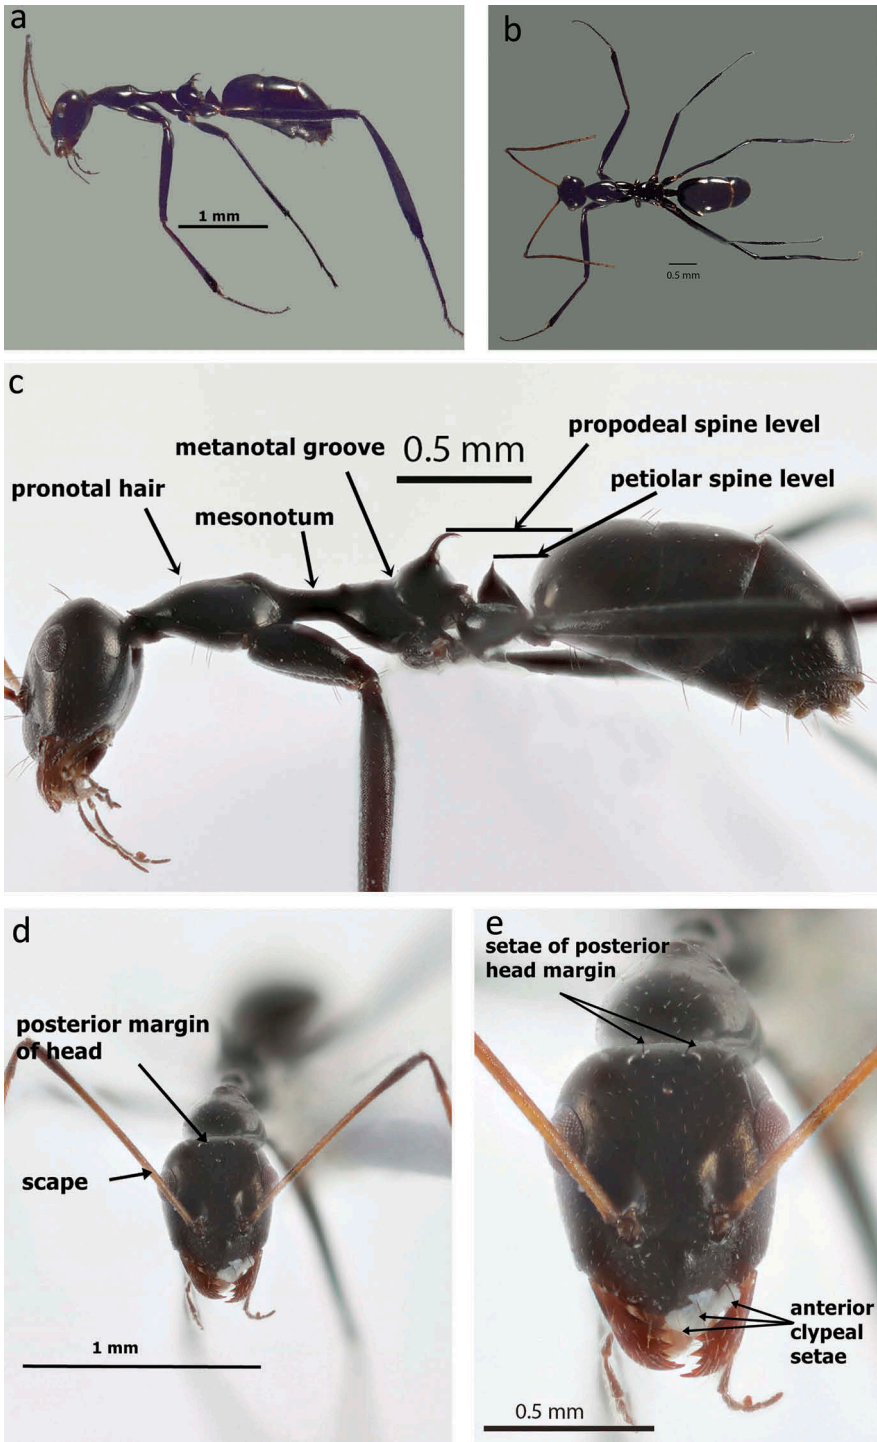 a
1 mm
b
0.5 mm
c
propodeal spine level
metanotal groove
0.5 mm
petiolar spine level
pronotal hair
mesonotum
d
posterior margin
of head
scape
1 mm
e
setae of posterior
head margin
anterior
clypeal
setae
0.5 mm